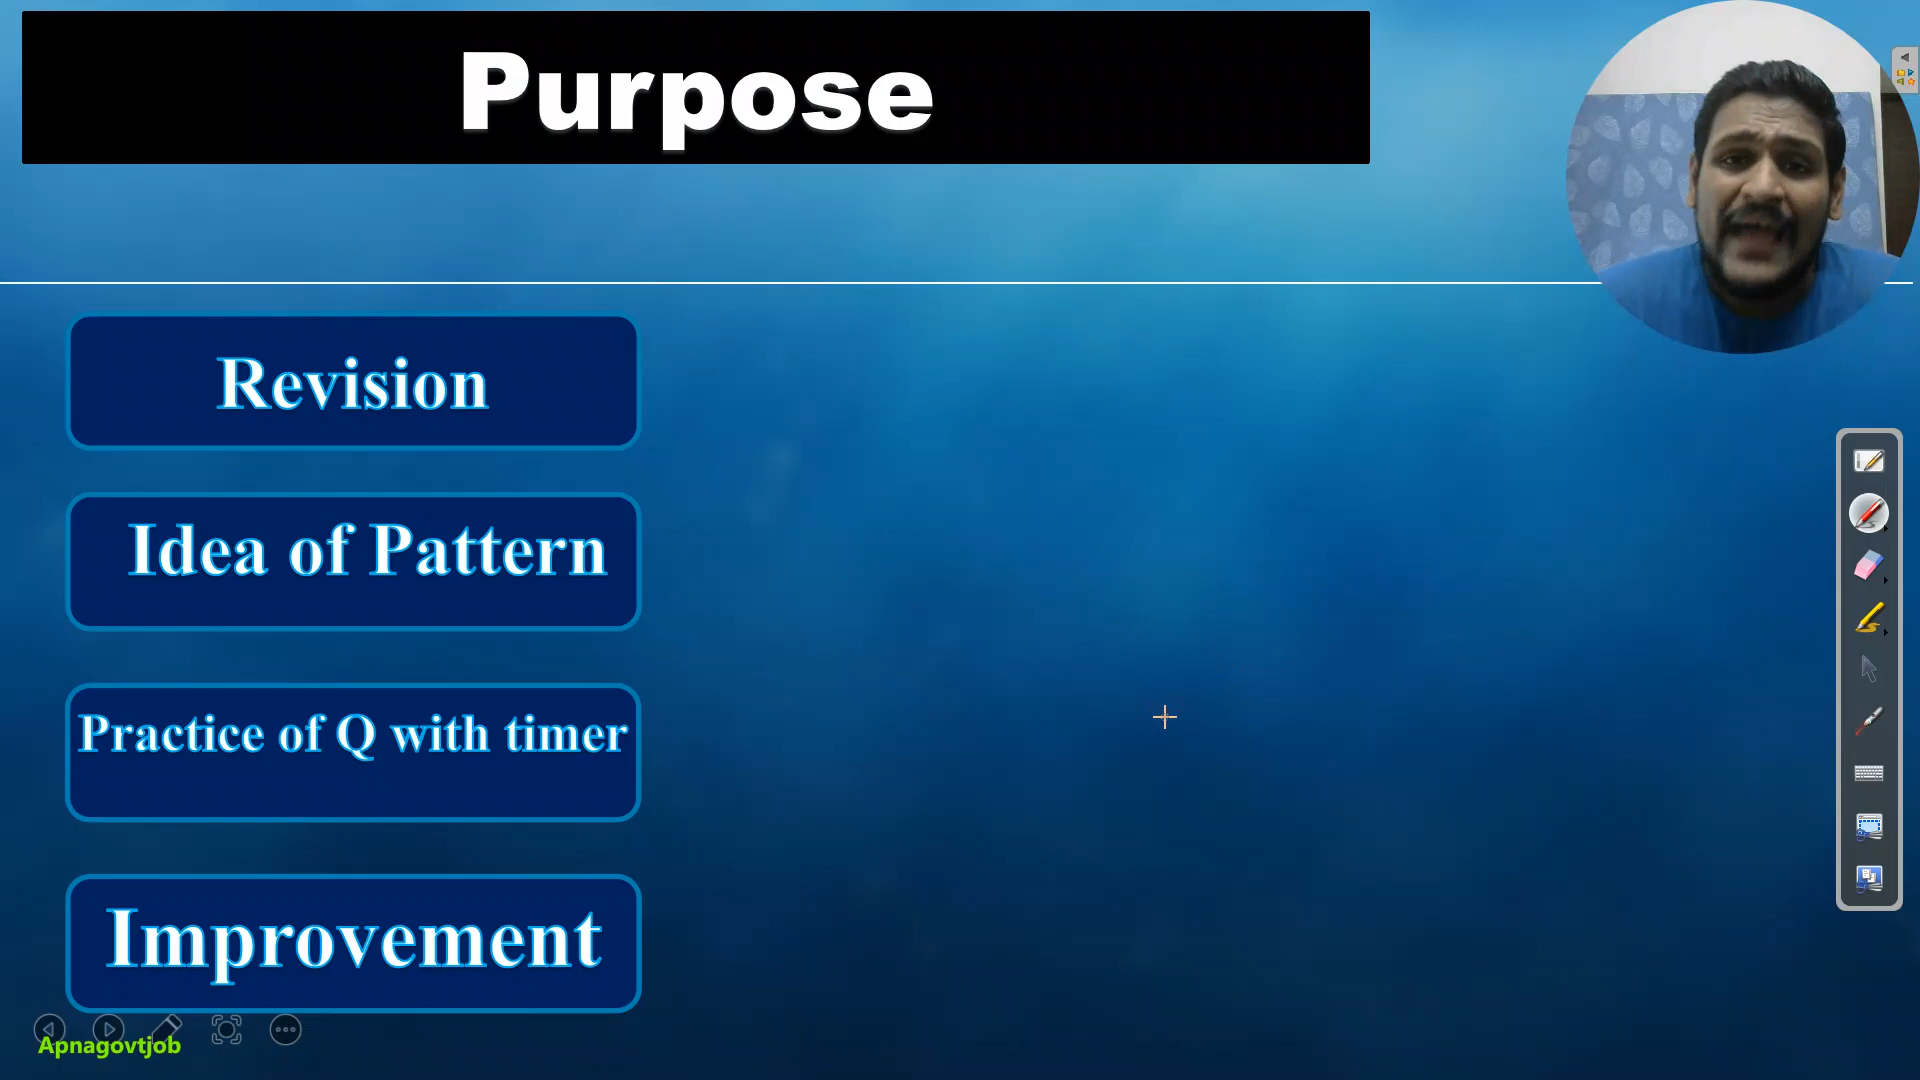 Purpose
Revision
Idea of Pattern
Practice of Q with timer
Improvement
Apnagovtjob